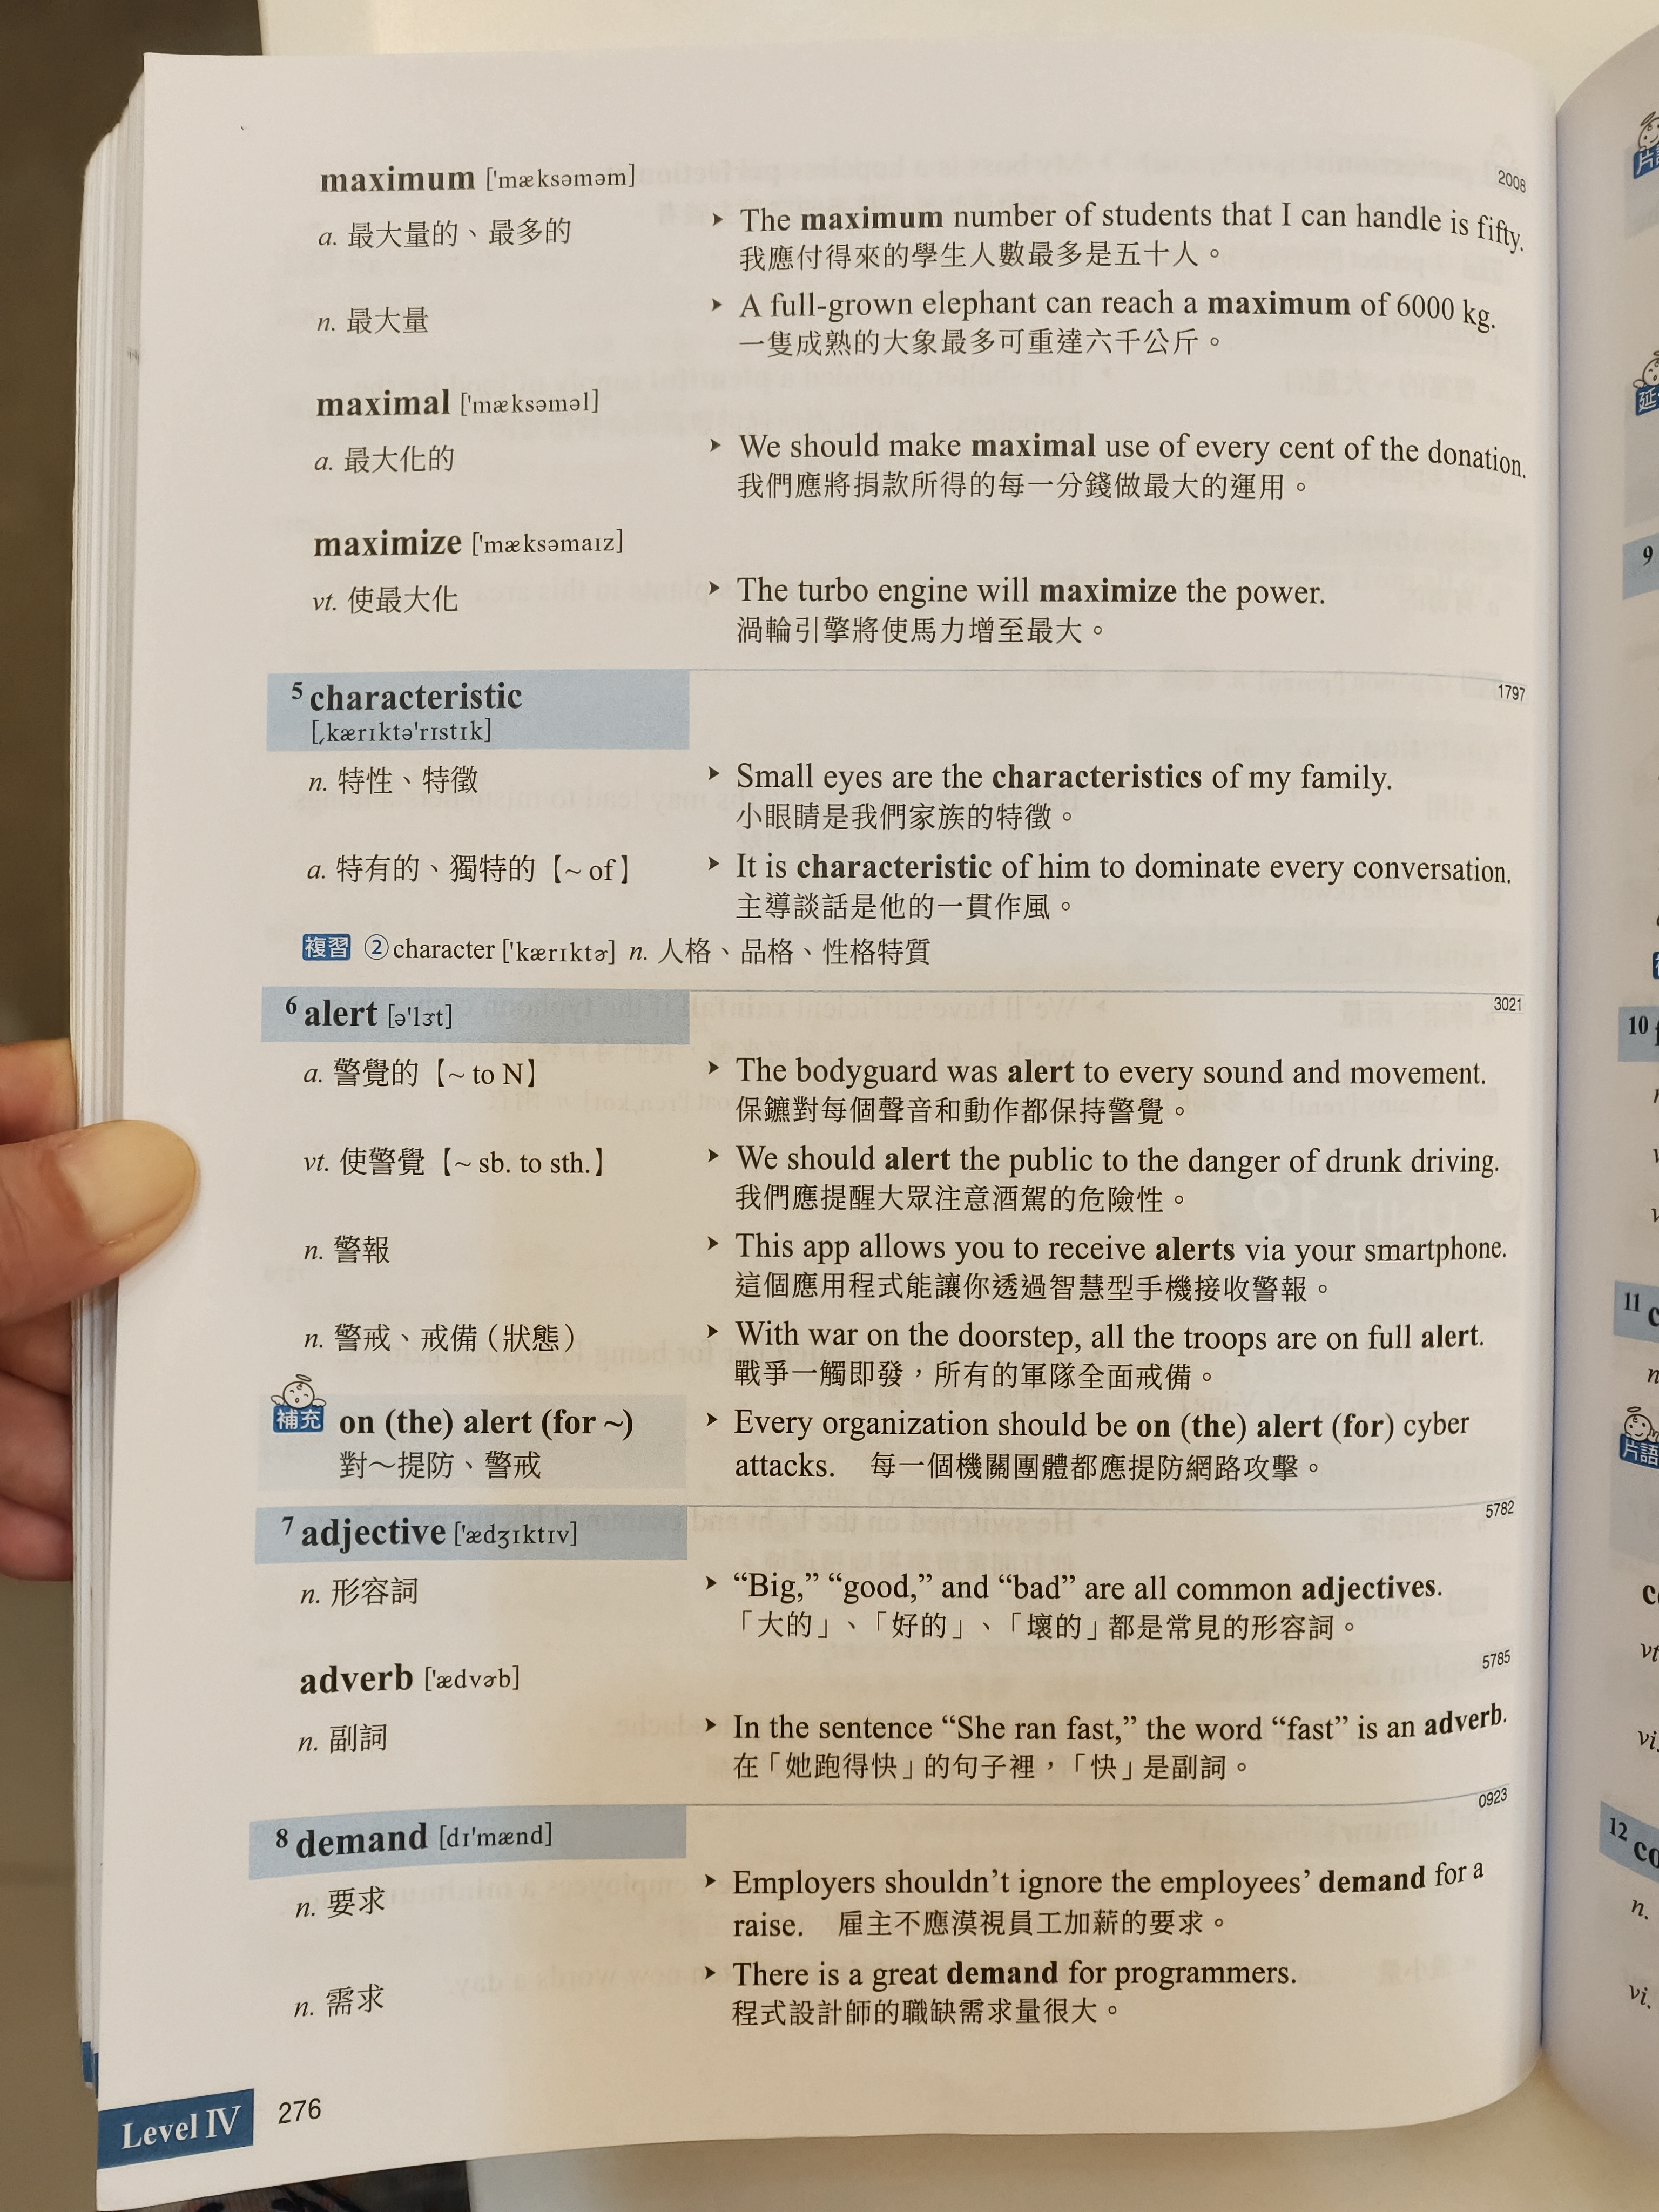 maximum ['mæksəməm]
2008
a. 最大量的、最多的
➤ The maximum number of students that I can handle is fifty.
我應付得來的學生人數最多是五十人。
n. 最大量
➤ A full-grown elephant can reach a maximum of 6000 kg.
一隻成熟的大象最多可重達六千公斤。
maximal ['mæksəməl]
a. 最大化的
➤ We should make maximal use of every cent of the donation.
我們應將捐款所得的每一分錢做最大的運用。
maximize ['mæksəmaɪz]
vt. 使最大化
➤ The turbo engine will maximize the power.
渦輪引擎將使馬力增至最大。
5 characteristic
1797
[ˌkærɪktə'rɪstɪk]
n. 特性、特徵
➤ Small eyes are the characteristics of my family.
小眼睛是我們家族的特徵。
a. 特有的、獨特的【~ of】
➤ It is characteristic of him to dominate every conversation.
主導談話是他的一貫作風。
複習 ②character ['kærɪktɚ] n. 人格、品格、性格特質
6 alert [ə'lɝt]
3021
a. 警覺的【~ to N】
➤ The bodyguard was alert to every sound and movement.
保鑣對每個聲音和動作都保持警覺。
vt. 使警覺【~ sb. to sth.】
➤ We should alert the public to the danger of drunk driving.
我們應提醒大眾注意酒駕的危險性。
n. 警報
➤ This app allows you to receive alerts via your smartphone.
這個應用程式能讓你透過智慧型手機接收警報。
n. 警戒、戒備（狀態）
➤ With war on the doorstep, all the troops are on full alert.
戰爭一觸即發，所有的軍隊全面戒備。
補充 on (the) alert (for ~)
對～提防、警戒
➤ Every organization should be on (the) alert (for) cyber
attacks. 每一個機關團體都應提防網路攻擊。
7 adjective ['ædʒɪktɪv]
5782
n. 形容詞
➤ “Big,” “good,” and “bad” are all common adjectives.
「大的」、「好的」、「壞的」都是常見的形容詞。
adverb ['ædvɚb]
5785
n. 副詞
➤ In the sentence “She ran fast,” the word “fast” is an adverb.
在「她跑得快」的句子裡，「快」是副詞。
8 demand [dɪ'mænd]
0923
n. 要求
➤ Employers shouldn’t ignore the employees’ demand for a
raise. 雇主不應漠視員工加薪的要求。
n. 需求
➤ There is a great demand for programmers.
程式設計師的職缺需求量很大。
Level IV
276
9
10
11
片語
12
n.
vi.